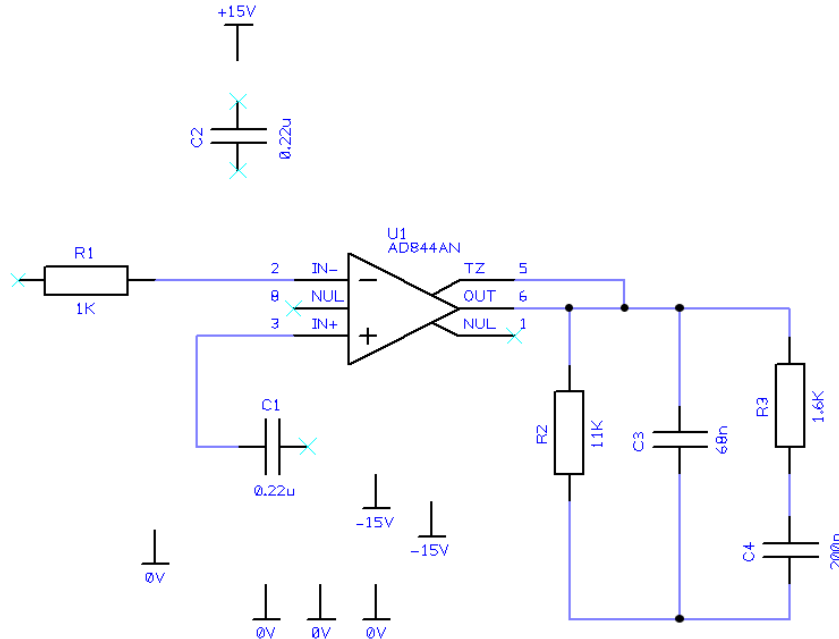 +15V
C2
0.22u
U1
AD844AN
R1
1K
2
IN-
TZ
5
8
NUL
OUT
6
3
IN+
NUL
1
C1
0.22u
R2
11K
C3
68n
R3
1.6K
C4
200n
-15V
-15V
0V
0V
0V
0V